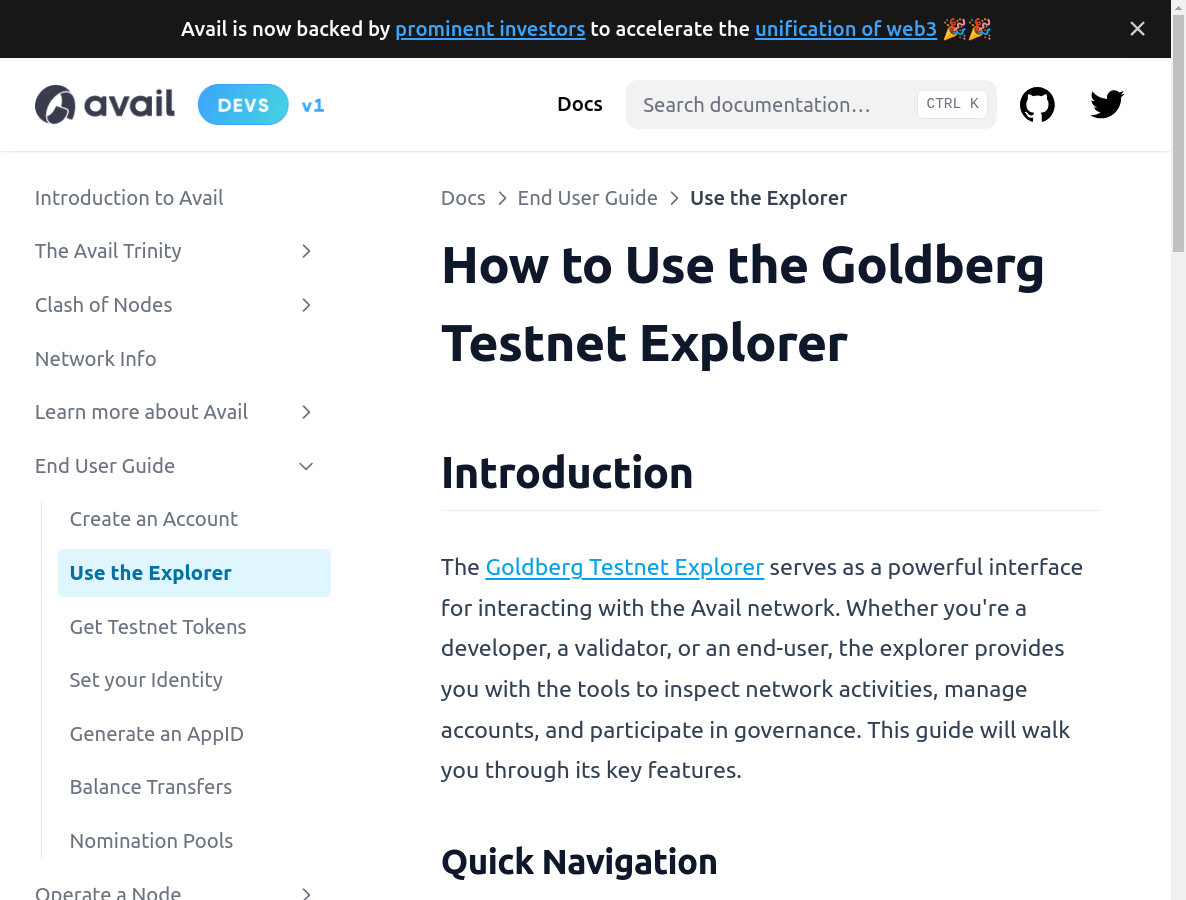 Avail is now backed by prominent investors to accelerate the unification of web3 🎉🎉
avail DEVS v1
Docs
Search documentation…
CTRL K
Introduction to Avail
The Avail Trinity
Clash of Nodes
Network Info
Learn more about Avail
End User Guide
Create an Account
Use the Explorer
Get Testnet Tokens
Set your Identity
Generate an AppID
Balance Transfers
Nomination Pools
Operate a Node
Docs > End User Guide > Use the Explorer
How to Use the Goldberg
Testnet Explorer
Introduction
The Goldberg Testnet Explorer serves as a powerful interface
for interacting with the Avail network. Whether you're a
developer, a validator, or an end-user, the explorer provides
you with the tools to inspect network activities, manage
accounts, and participate in governance. This guide will walk
you through its key features.
Quick Navigation